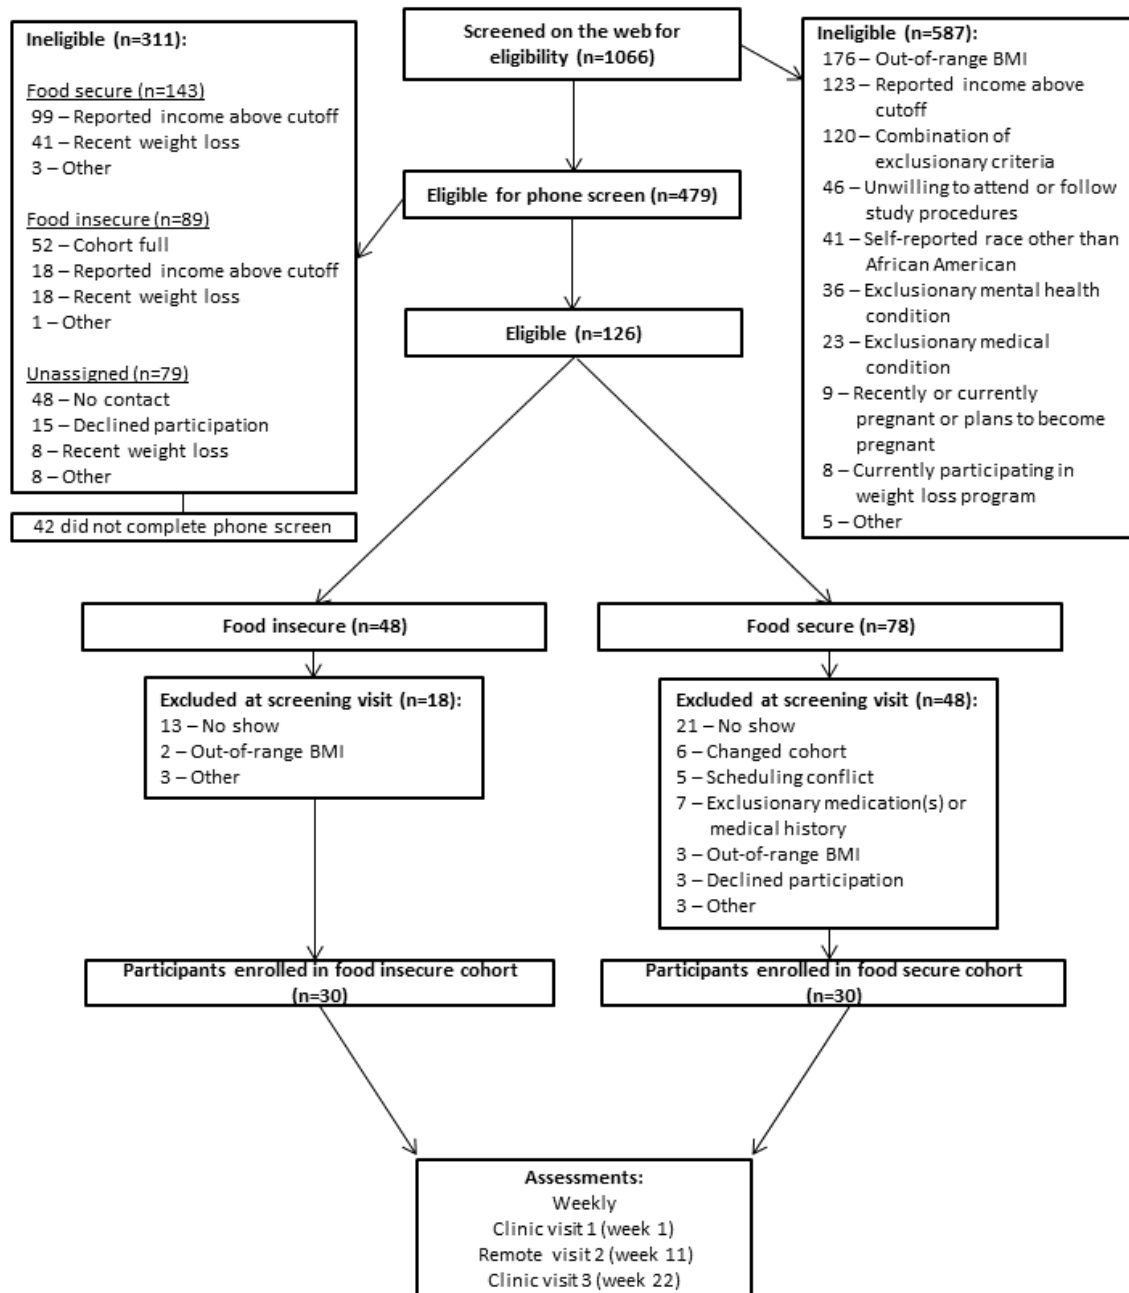 Screened on the web for
eligibility (n=1066)
Ineligible (n=311):
Food secure (n=143)
99 – Reported income above cutoff
41 – Recent weight loss
3 – Other
Food insecure (n=89)
52 – Cohort full
18 – Reported income above cutoff
18 – Recent weight loss
1 – Other
Unassigned (n=79)
48 – No contact
15 – Declined participation
8 – Recent weight loss
8 – Other
42 did not complete phone screen
Ineligible (n=587):
176 – Out-of-range BMI
123 – Reported income above
cutoff
120 – Combination of
exclusionary criteria
46 – Unwilling to attend or follow
study procedures
41 – Self-reported race other than
African American
36 – Exclusionary mental health
condition
23 – Exclusionary medical
condition
9 – Recently or currently
pregnant or plans to become
pregnant
8 – Currently participating in
weight loss program
5 – Other
Eligible for phone screen (n=479)
Eligible (n=126)
Food insecure (n=48)
Food secure (n=78)
Excluded at screening visit (n=18):
13 – No show
2 – Out-of-range BMI
3 – Other
Excluded at screening visit (n=48):
21 – No show
6 – Changed cohort
5 – Scheduling conflict
7 – Exclusionary medication(s) or
medical history
3 – Out-of-range BMI
3 – Declined participation
3 – Other
Participants enrolled in food insecure cohort
(n=30)
Participants enrolled in food secure cohort
(n=30)
Assessments:
Weekly
Clinic visit 1 (week 1)
Remote visit 2 (week 11)
Clinic visit 3 (week 22)